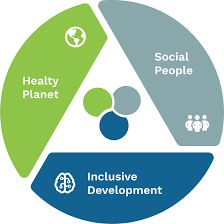 Healty
Planet
Social
People
Inclusive
Development